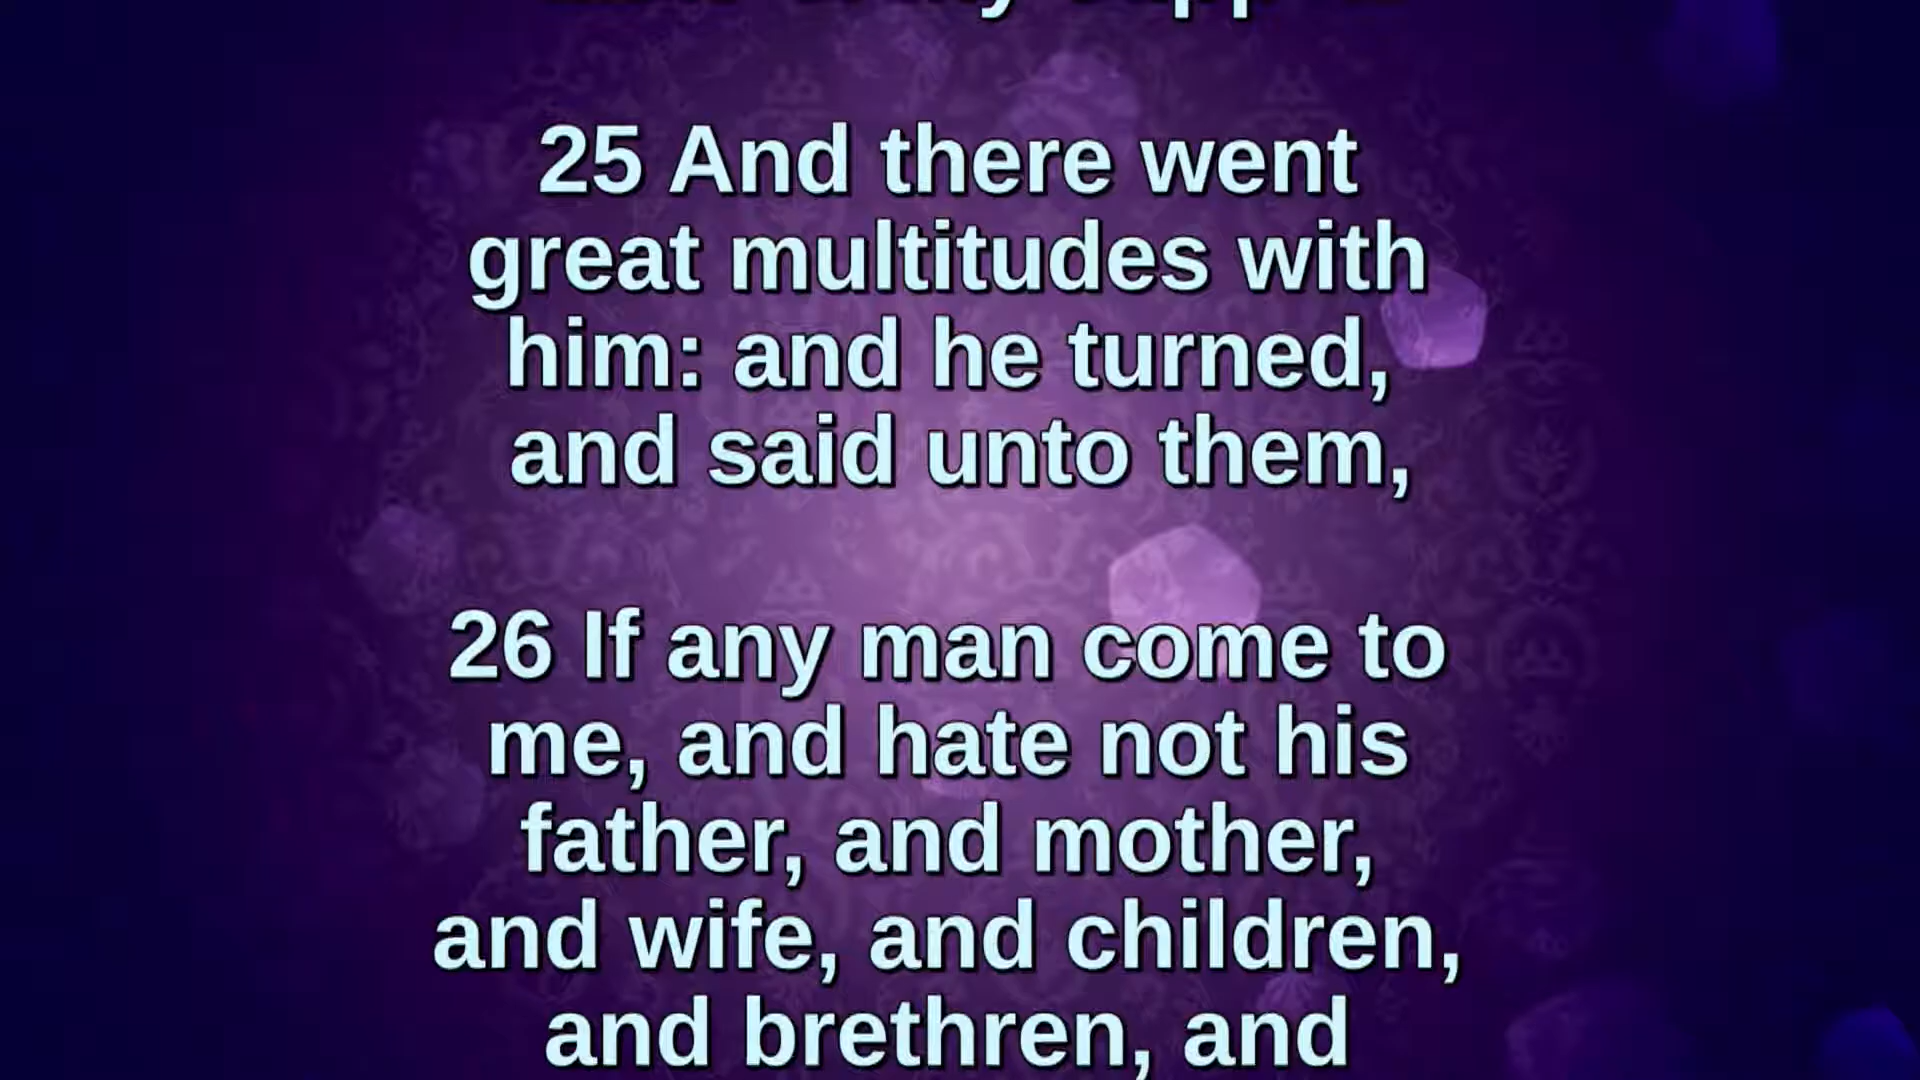 25 And there went
great multitudes with
him: and he turned,
and said unto them,
26 If any man come to
me, and hate not his
father, and mother,
and wife, and children,
and brethren, and